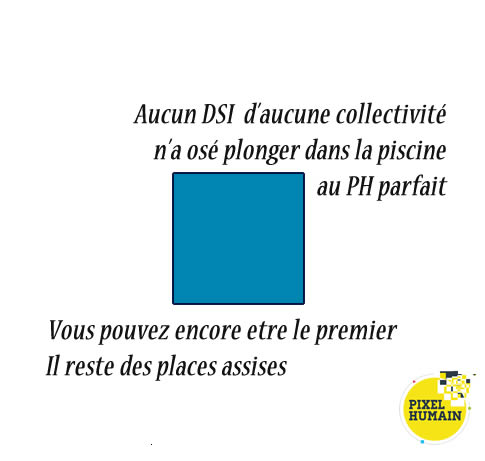 Aucun DSI d'aucune collectivité
n'a osé plonger dans la piscine
au PH parfait
Vous pouvez encore etre le premier
Il reste des places assises
PIXEL
HUMAIN